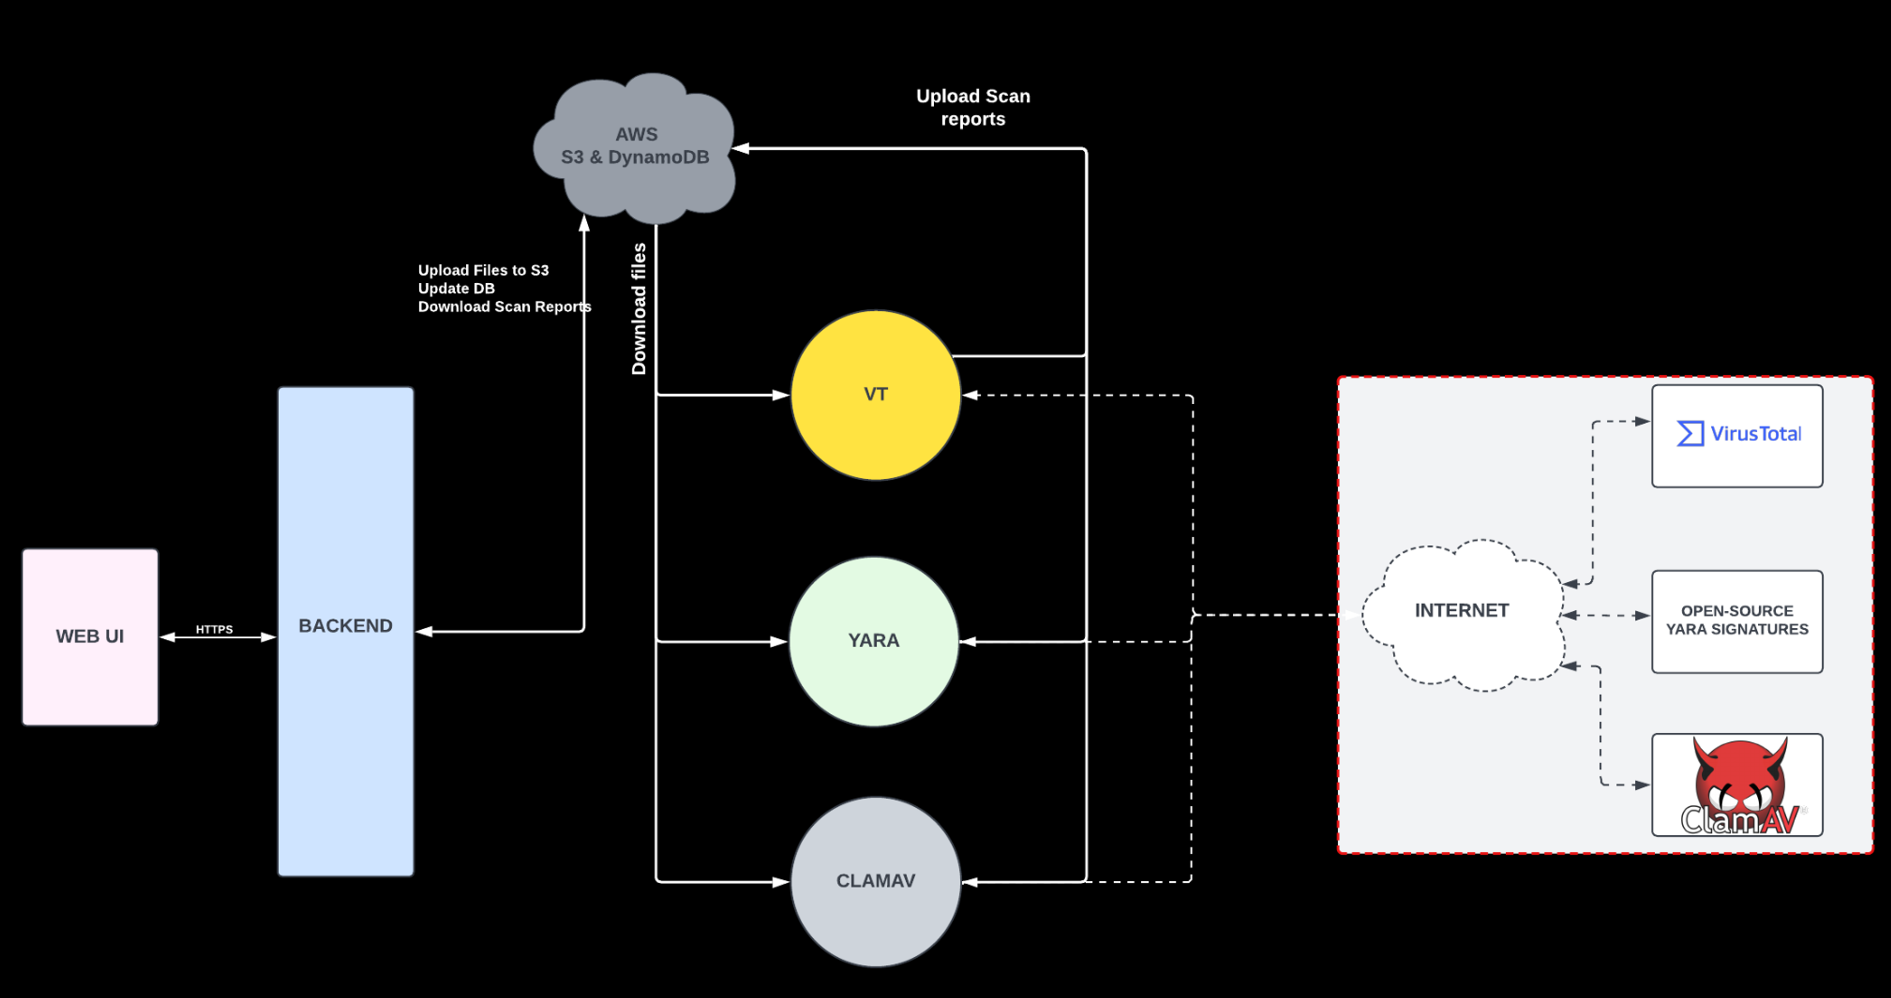 Upload Scan
reports
AWS
S3 & DynamoDB
Upload Files to S3
Update DB
Download Scan Reports
Download files
VT
VirusTotal
WEB UI
HTTPS
BACKEND
YARA
INTERNET
OPEN-SOURCE
YARA SIGNATURES
CLAMAV
ClamAV®